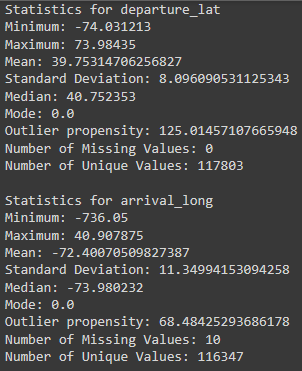 Statistics for departure_lat
Minimum: -74.031213
Maximum: 73.98435
Mean: 39.75314706256827
Standard Deviation: 8.096090531125343
Median: 40.752353
Mode: 0.0
Outlier propensity: 125.01457107665948
Number of Missing Values: 0
Number of Unique Values: 117803

Statistics for arrival_long
Minimum: -736.05
Maximum: 40.907875
Mean: -72.40070509827387
Standard Deviation: 11.34994153094258
Median: -73.980232
Mode: 0.0
Outlier propensity: 68.48425293686178
Number of Missing Values: 10
Number of Unique Values: 116347